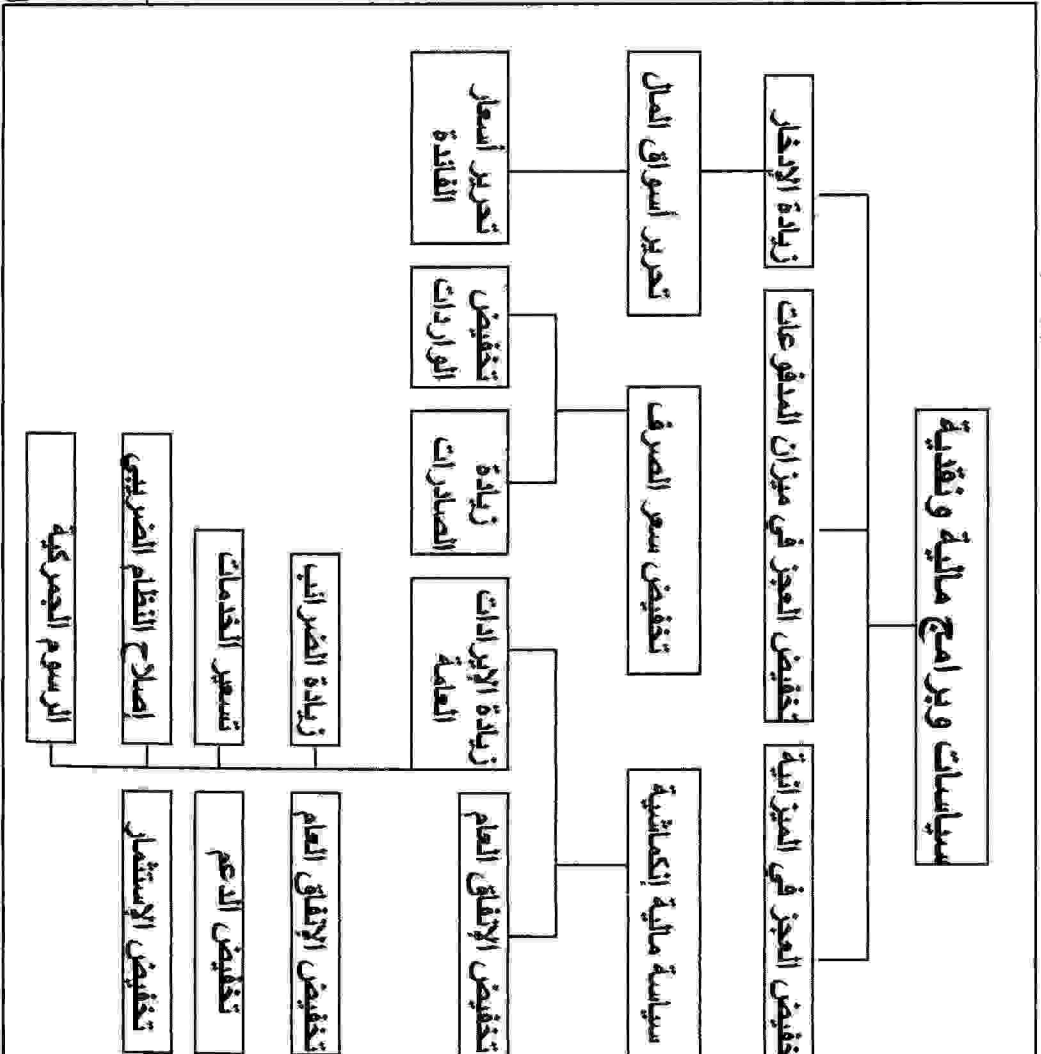 سياسات وبرامج مالية ونقدية
تخفيض العجز في الميزانية
تخفيض العجز في ميزان المدفوعات
زيادة الإدخار
سياسة مالية إنكماشية
تخفيض سعر الصرف
تحرير أسواق المال
تخفيض الإنفاق العام
زيادة الإيرادات
العامة
زيادة
الصادرات
تخفيض
الواردات
تحرير أسعار
الفائدة
تخفيض الإنفاق العام
زيادة الضرائب
تخفيض الدعم
تسعير الخدمات
تخفيض الإستثمار
إصلاح النظام الضريبي
الرسوم الجمركية